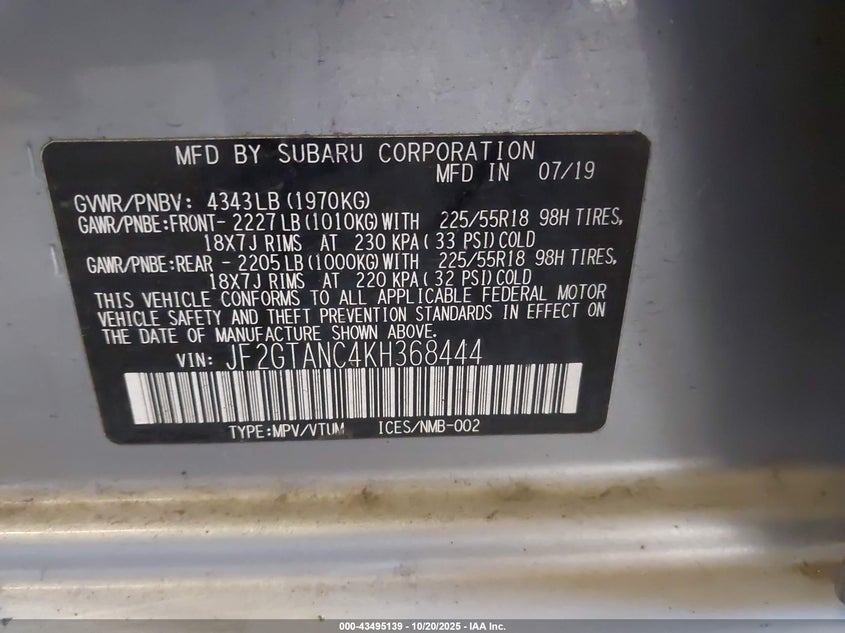 MFD BY SUBARU CORPORATION
MFD IN 07/19
GVWR/PNBV: 4343LB(1970KG)
GAWR/PNBE:FRONT- 2227LB(1010KG)WITH 225/55R18 98H TIRES,
18X7J RIMS AT 230 KPA( 33 PSI)COLD
GAWR/PNBE:REAR - 2205LB(1000KG)WITH 225/55R18 98H TIRES,
18X7J RIMS AT 220 KPA( 32 PSI)COLD
THIS VEHICLE CONFORMS TO ALL APPLICABLE FEDERAL MOTOR
VEHICLE SAFETY AND THEFT PREVENTION STANDARDS IN EFFECT ON
THE DATE OF MANUFACTURE SHOWN ABOVE.
VIN: JF2GTANC4KH368444
TYPE:MPV/VTUM ICES/NMB-002
000-43495139 - 10/20/2025 - IAA Inc.